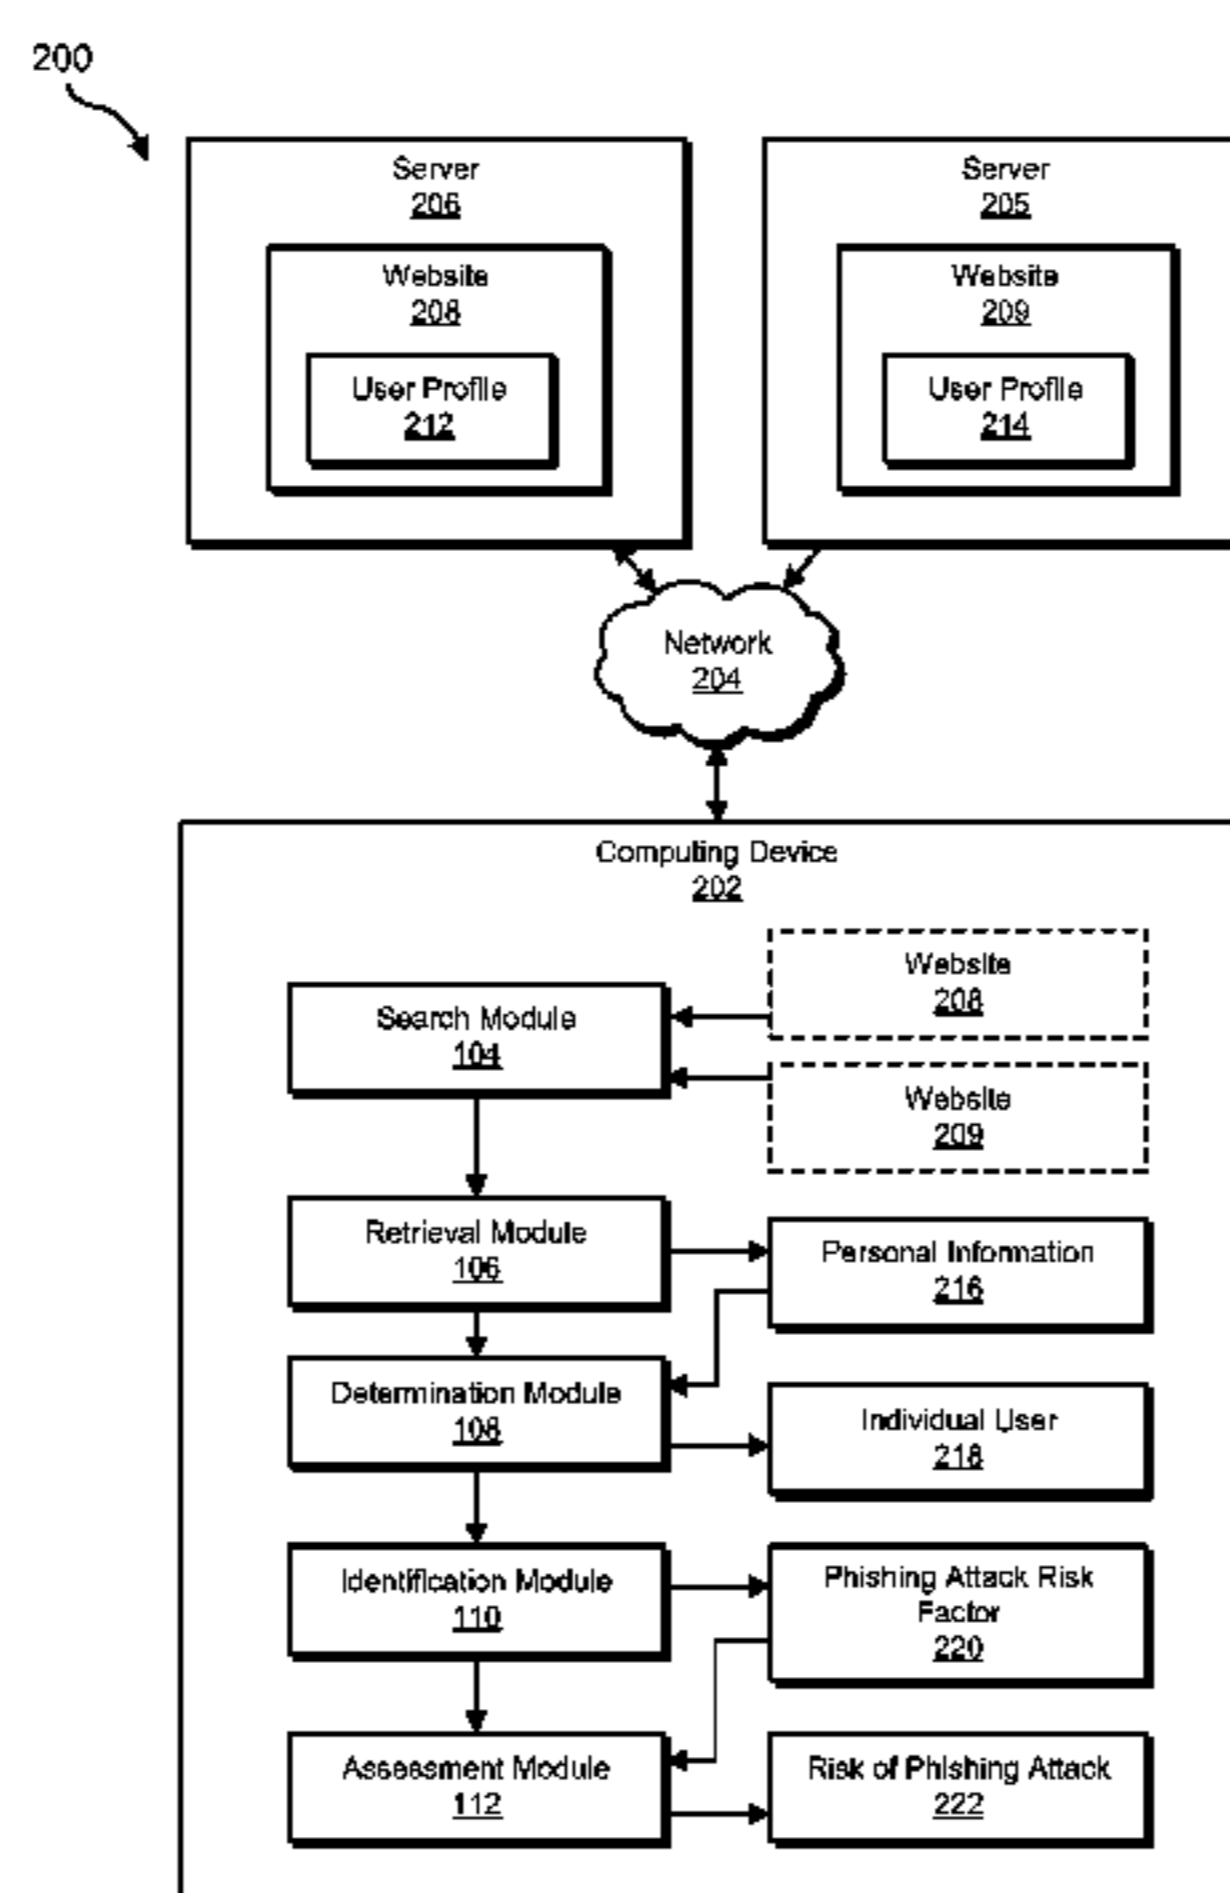 200
Server
206
Website
208
User Profile
212
Server
205
Website
209
User Profile
214
Network
204
Computing Device
202
Search Module
104
Website
208
Website
209
Retrieval Module
106
Personal Information
216
Determination Module
108
Individual User
218
Identification Module
110
Phishing Attack Risk
Factor
220
Assessment Module
112
Risk of Phishing Attack
222